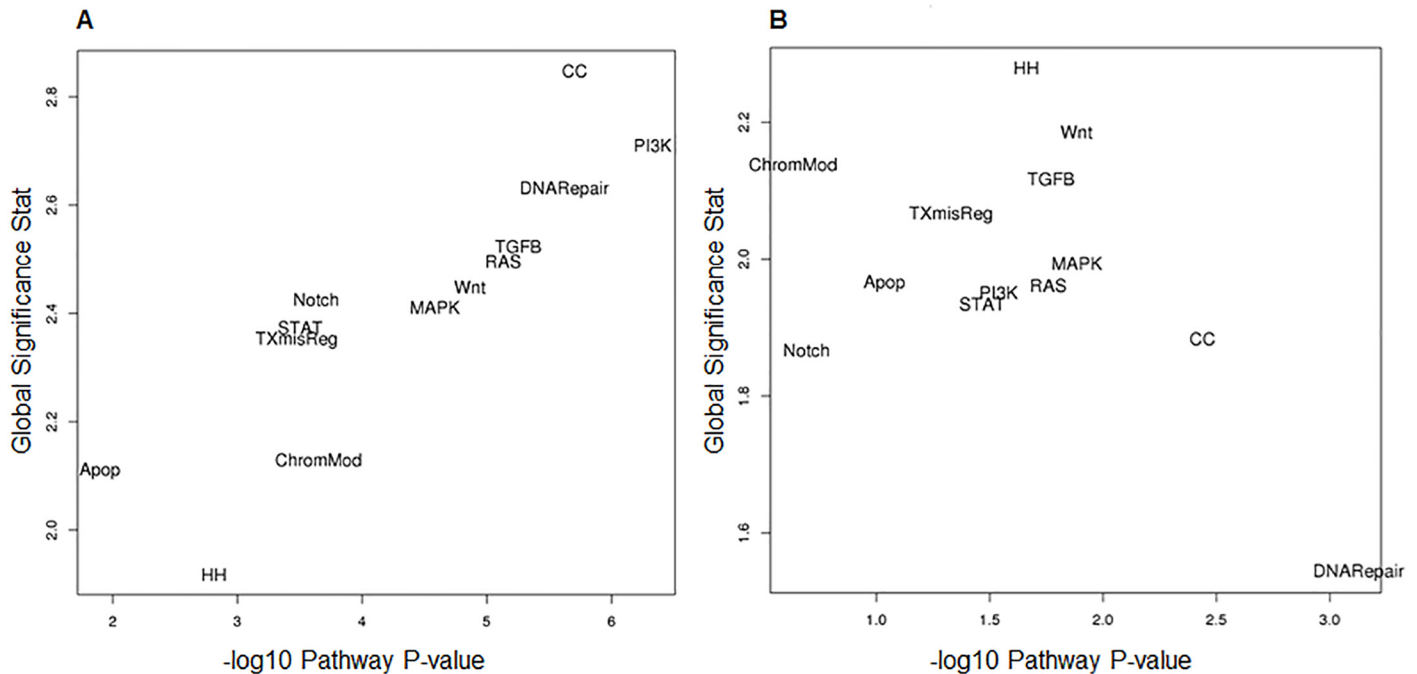 A
Global Significance Stat
2.8
2.6
2.4
2.2
2.0
CC
PI3K
DNARepair
TGFB
RAS
Wnt
MAPK
Notch
STAT
TXmisReg
ChromMod
Apop
HH
2 3 4 5 6
-log10 Pathway P-value
B
Global Significance Stat
2.2
2.0
1.8
1.6
HH
Wnt
ChromMod
TGFB
TXmisReg
MAPK
Apop
RAS
PI3K
STAT
CC
Notch
DNARepair
1.0 1.5 2.0 2.5 3.0
-log10 Pathway P-value